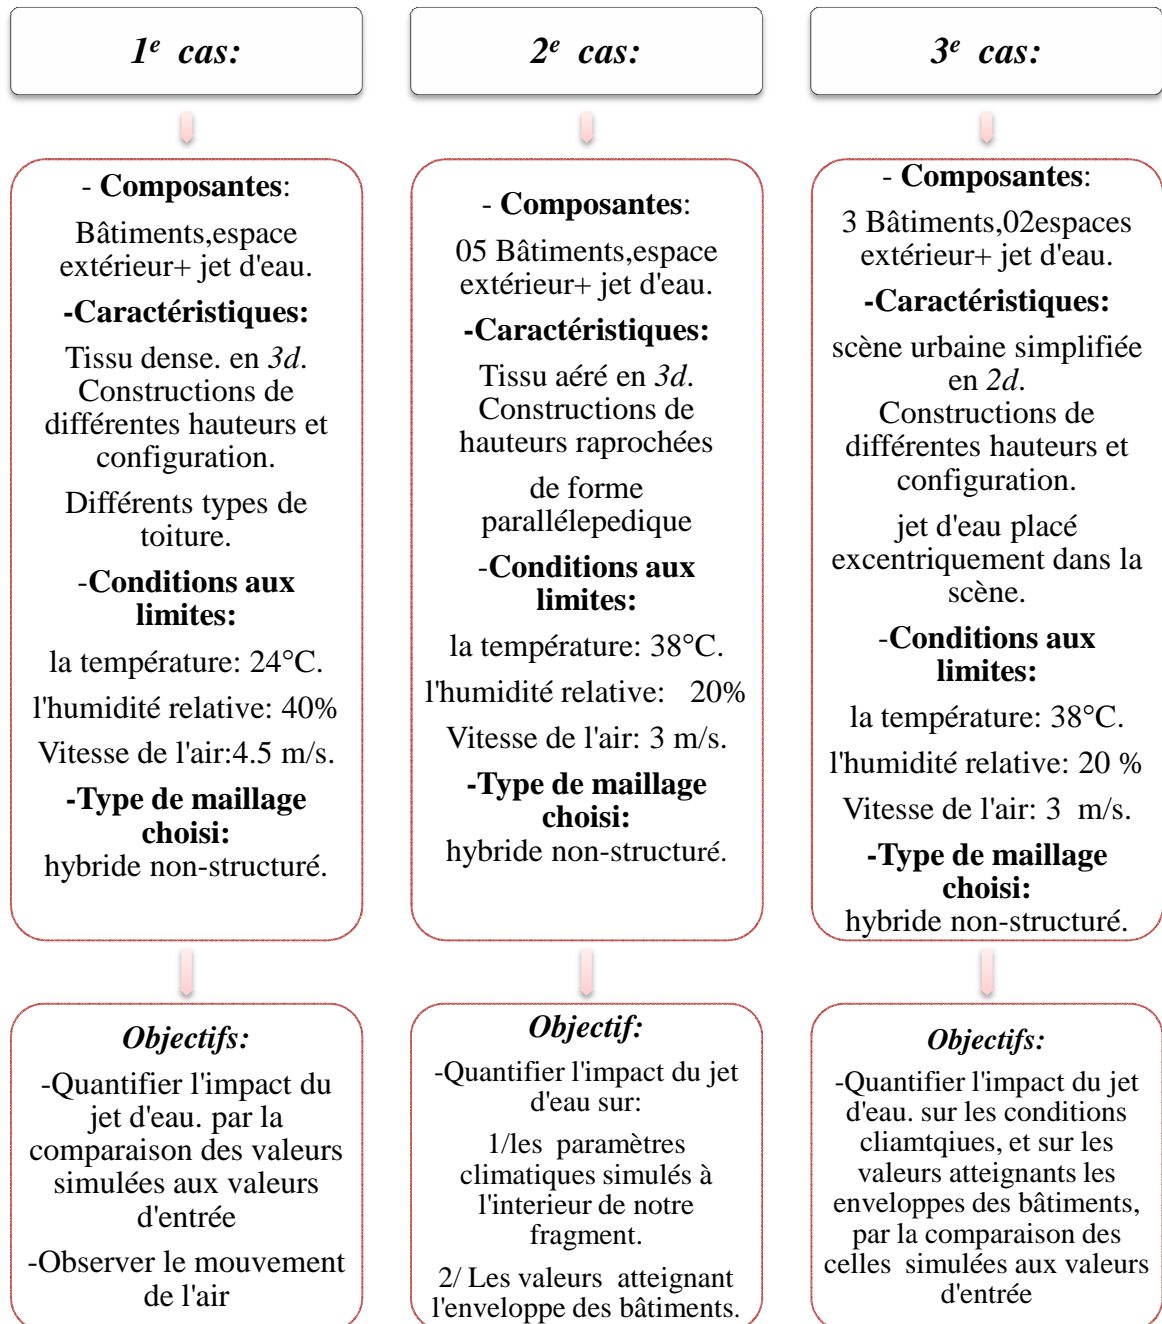 1e cas:
- Composantes:
Bâtiments,espace
extérieur+ jet d'eau.
-Caractéristiques:
Tissu dense. en 3d.
Constructions de
différentes hauteurs et
configuration.
Différents types de
toiture.
-Conditions aux
limites:
la température: 24°C.
l'humidité relative: 40%
Vitesse de l'air:4.5 m/s.
-Type de maillage
choisi:
hybride non-structuré.
Objectifs:
-Quantifier l'impact du
jet d'eau. par la
comparaison des valeurs
simulées aux valeurs
d'entrée
-Observer le mouvement
de l'air
2e cas:
- Composantes:
05 Bâtiments,espace
extérieur+ jet d'eau.
-Caractéristiques:
Tissu aéré en 3d.
Constructions de
hauteurs raprochées
de forme
parallélepedique
-Conditions aux
limites:
la température: 38°C.
l'humidité relative: 20%
Vitesse de l'air: 3 m/s.
-Type de maillage
choisi:
hybride non-structuré.
Objectif:
-Quantifier l'impact du jet
d'eau sur:
1/les paramètres
climatiques simulés à
l'interieur de notre
fragment.
2/ Les valeurs atteignant
l'enveloppe des bâtiments.
3e cas:
- Composantes:
3 Bâtiments,02espaces
extérieur+ jet d'eau.
-Caractéristiques:
scène urbaine simplifiée
en 2d.
Constructions de
différentes hauteurs et
configuration.
jet d'eau placé
excentriquement dans la
scène.
-Conditions aux
limites:
la température: 38°C.
l'humidité relative: 20 %
Vitesse de l'air: 3 m/s.
-Type de maillage
choisi:
hybride non-structuré.
Objectifs:
-Quantifier l'impact du jet
d'eau. sur les conditions
cliamtqiues, et sur les
valeurs atteignants les
enveloppes des bâtiments,
par la comparaison des
celles simulées aux valeurs
d'entrée